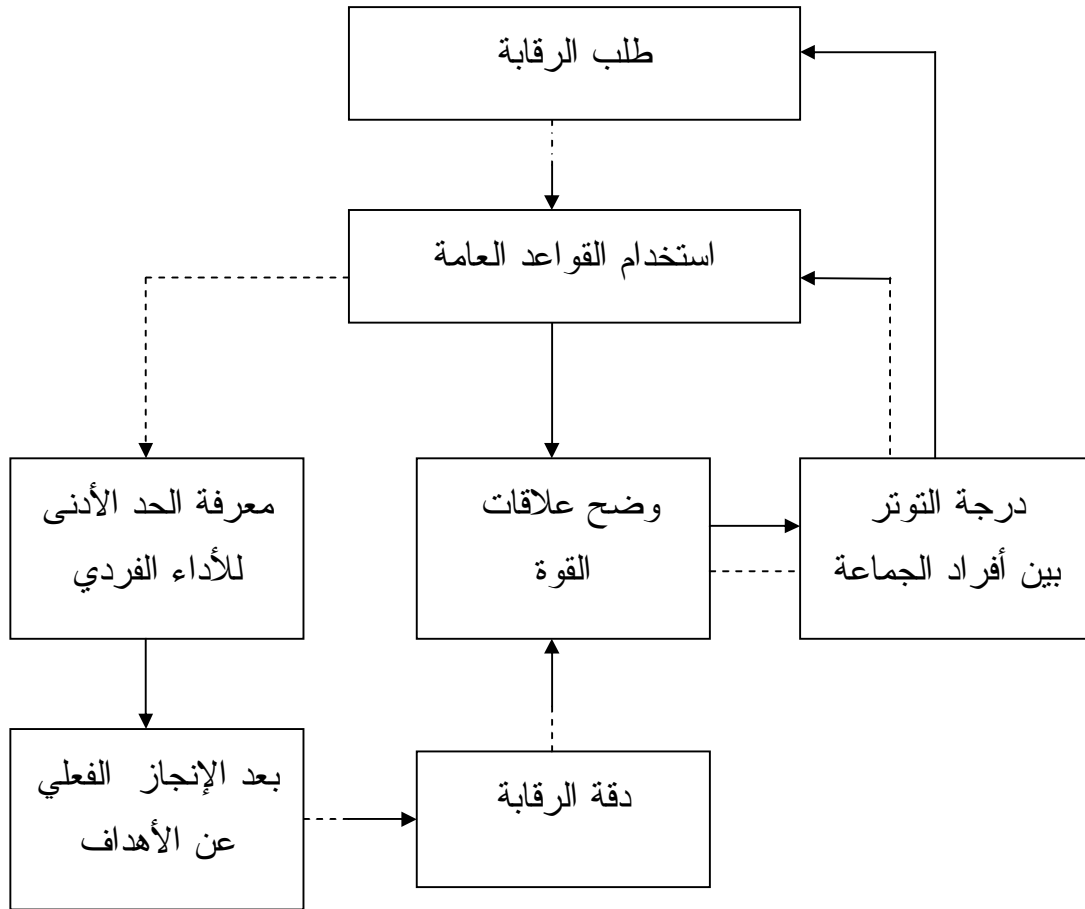 طلب الرقابة
استخدام القواعد العامة
معرفة الحد الأدنى
للأداء الفردي
وضح علاقات
القوة
درجة التوتر
بين أفراد الجماعة
بعد الإنجاز الفعلي
عن الأهداف
دقة الرقابة